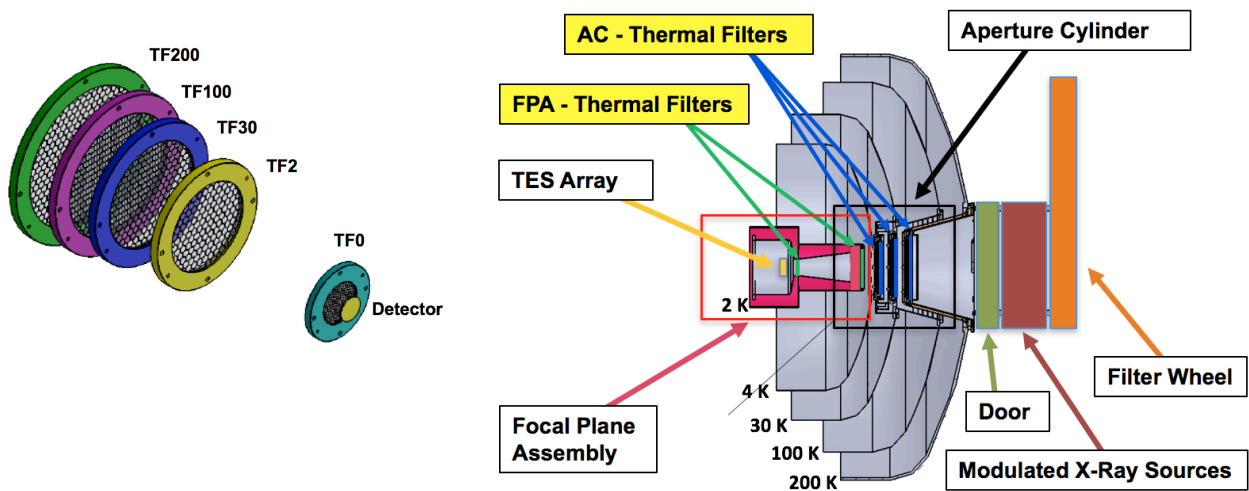 TF200
TF100
TF30
TF2
TF0
Detector
AC - Thermal Filters
Aperture Cylinder
FPA - Thermal Filters
TES Array
2 K
4 K
30 K
100 K
200 K
Focal Plane
Assembly
Door
Filter Wheel
Modulated X-Ray Sources